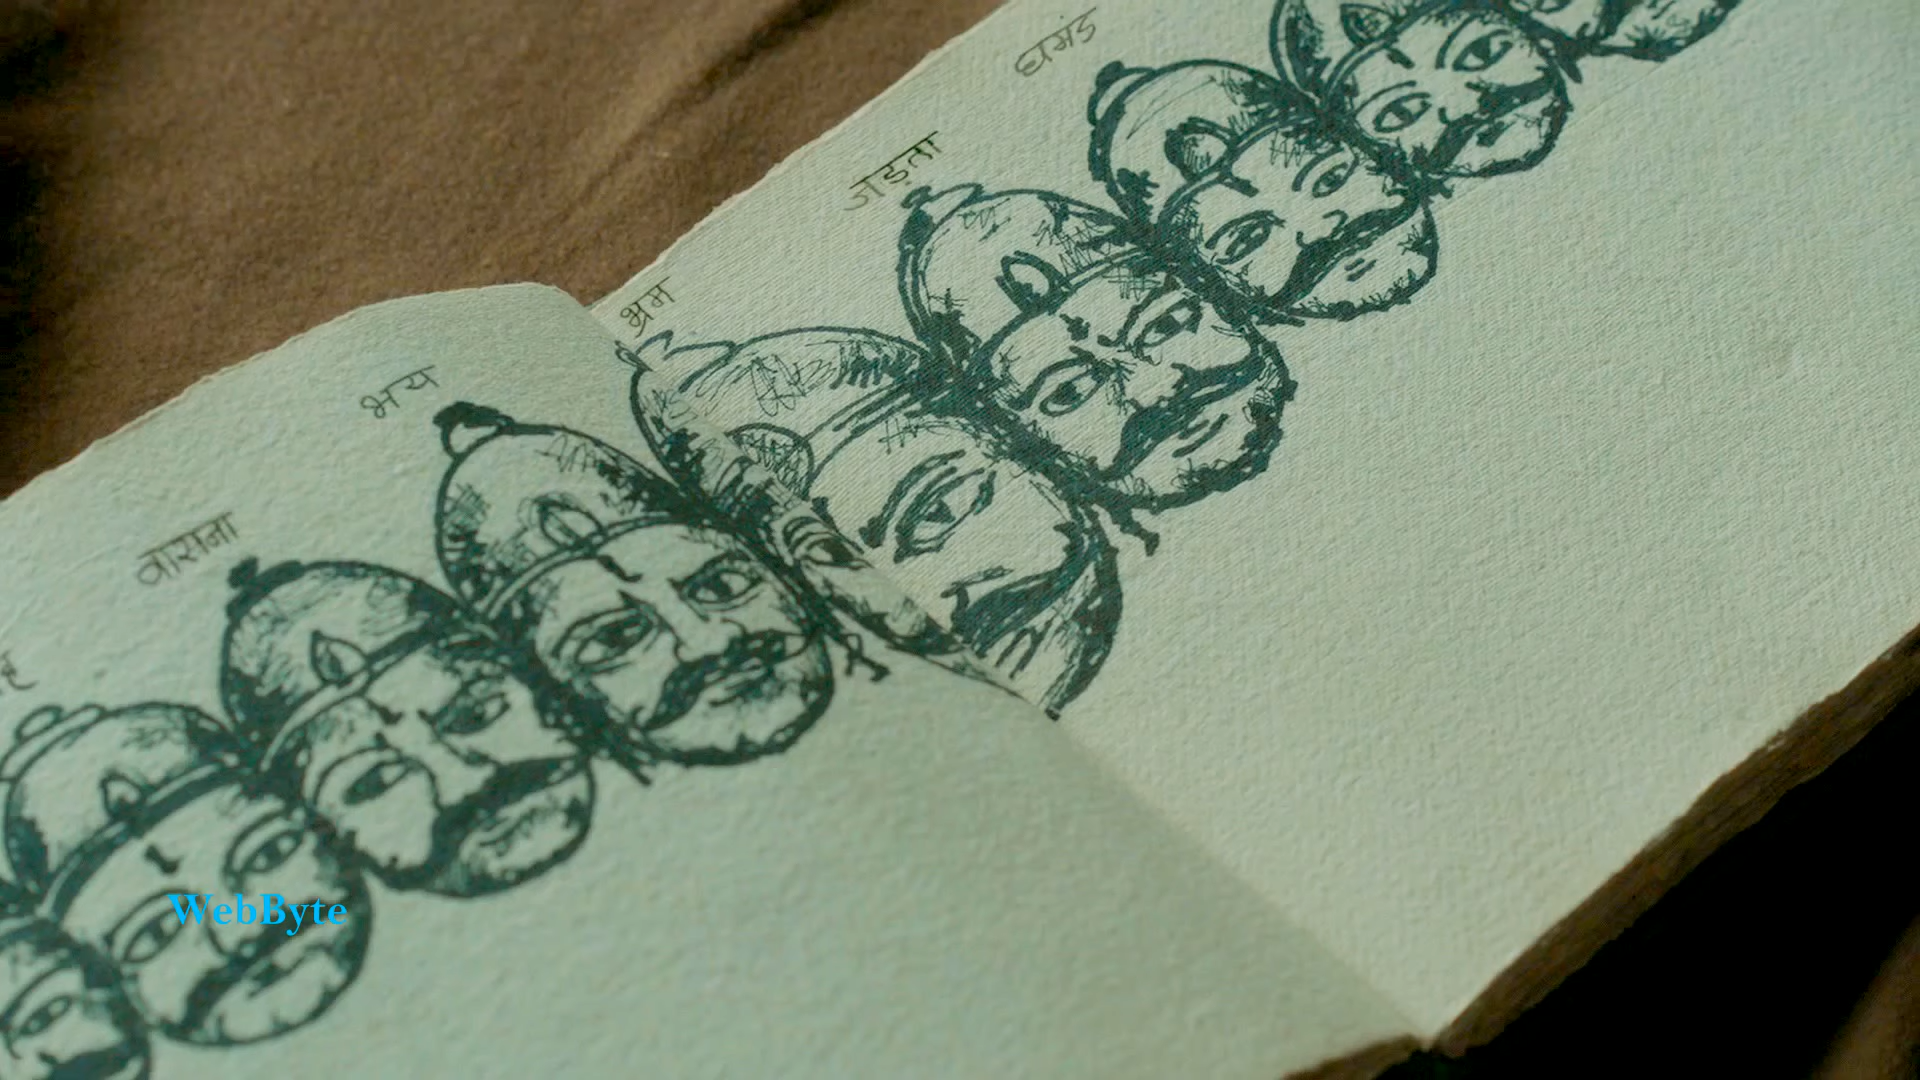 वासना
भय
भ्रम
जड़ता
घमंड
WebByte